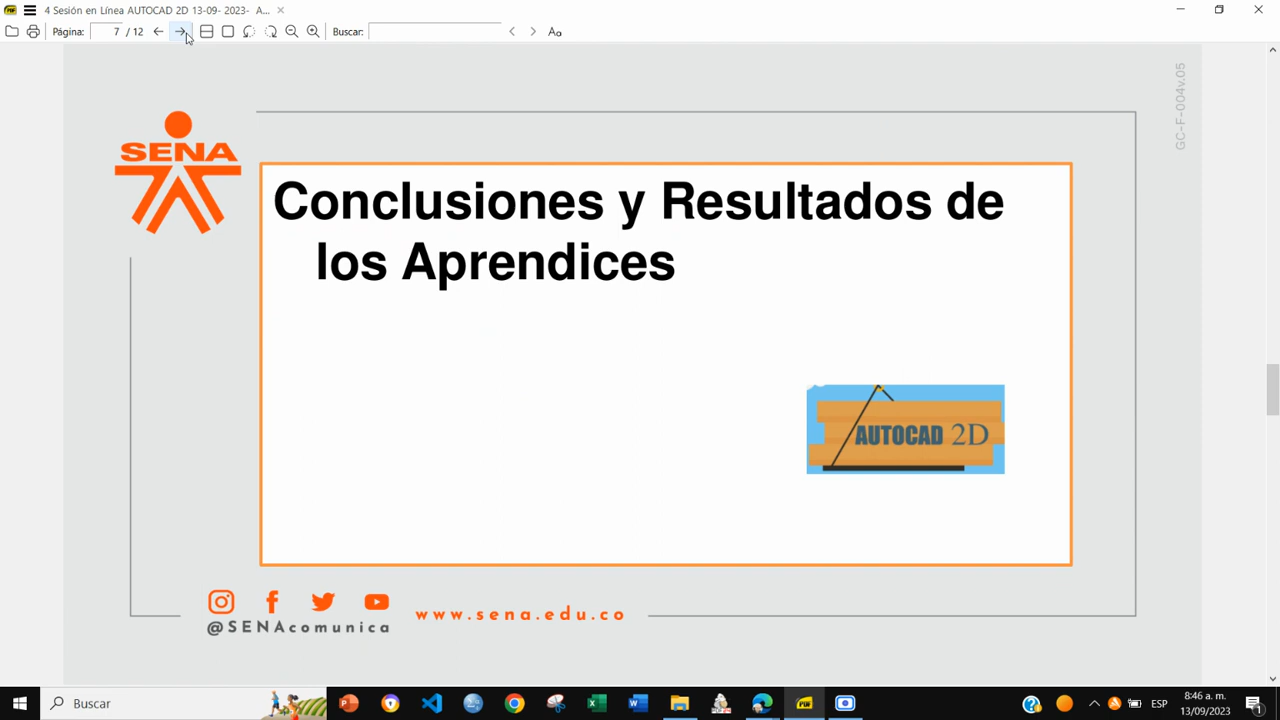 4 Sesión en Línea AUTOCAD 2D 13-09- 2023- A...
Página: 7 / 12
Buscar:
GC-F-004v.05
SENA
Conclusiones y Resultados de
los Aprendices
AUTOCAD 2D
@SENAcomunica
www.sena.edu.co
Buscar
ESP
8:46 a. m.
13/09/2023
1